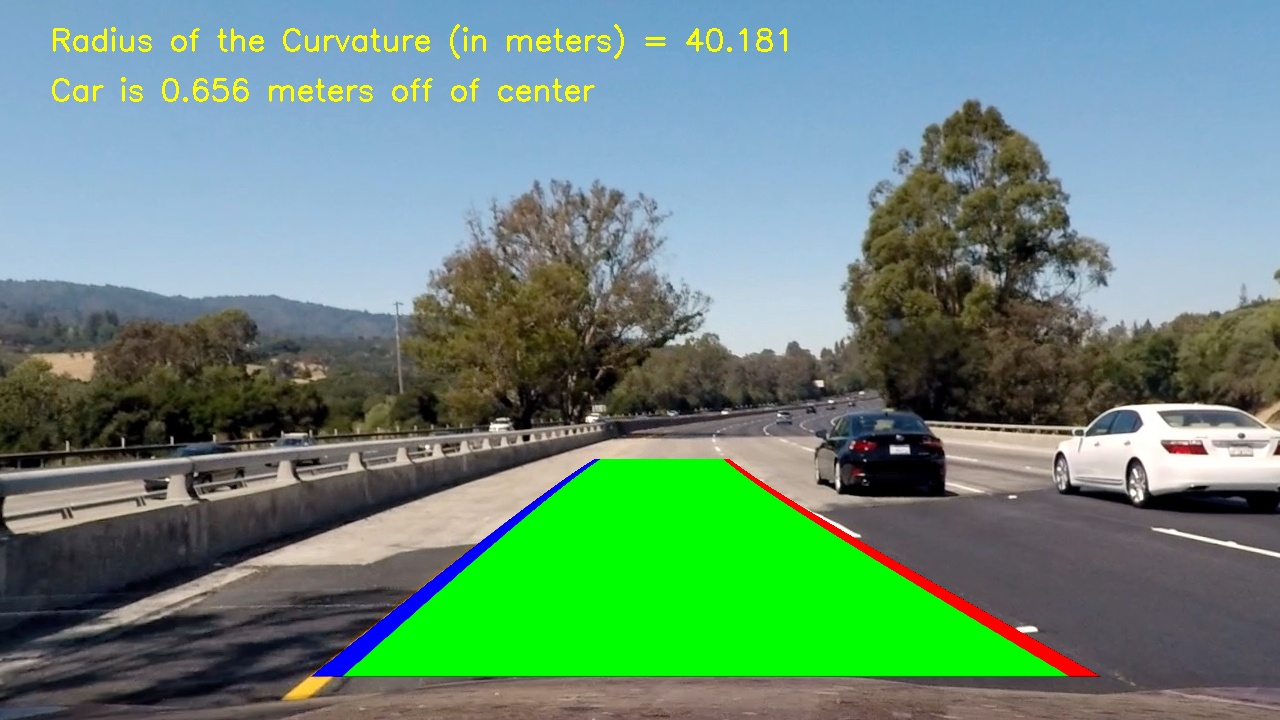 Radius of the Curvature (in meters) = 40.181
Car is 0.656 meters off of center